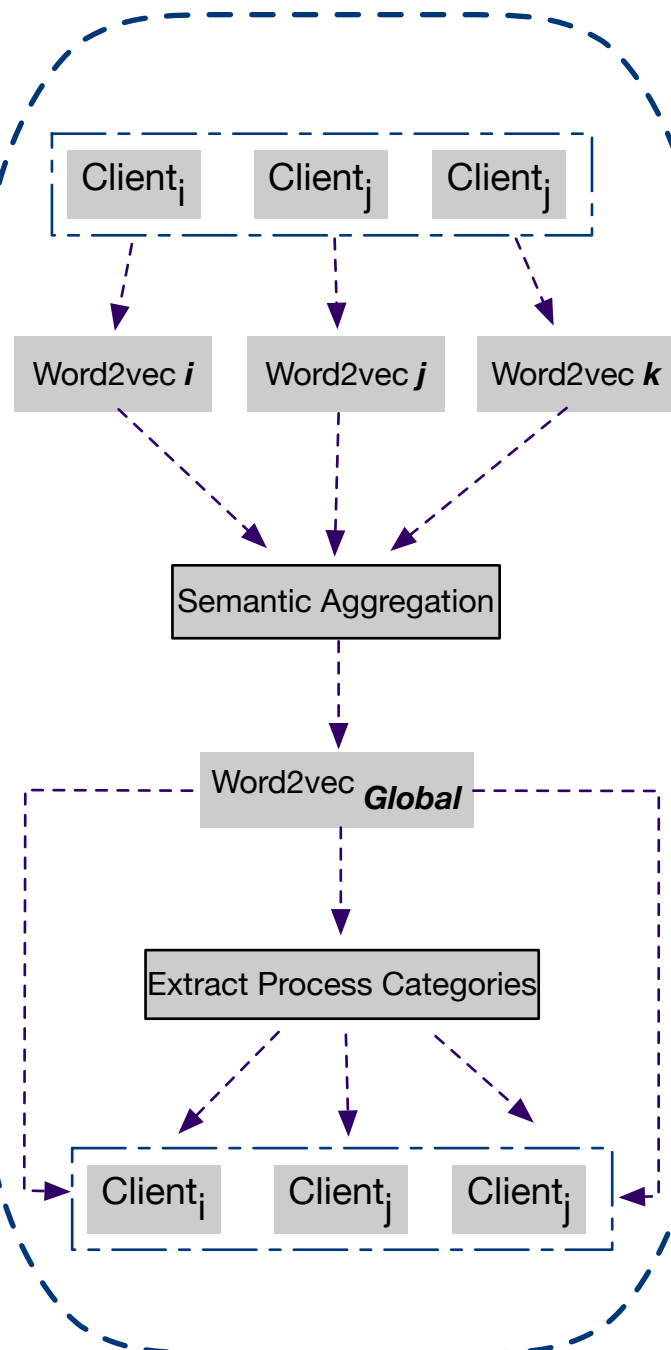 Client_i Client_j Client_j
Word2vec i Word2vec j Word2vec k
Semantic Aggregation
Word2vec Global
Extract Process Categories
Client_i Client_j Client_j